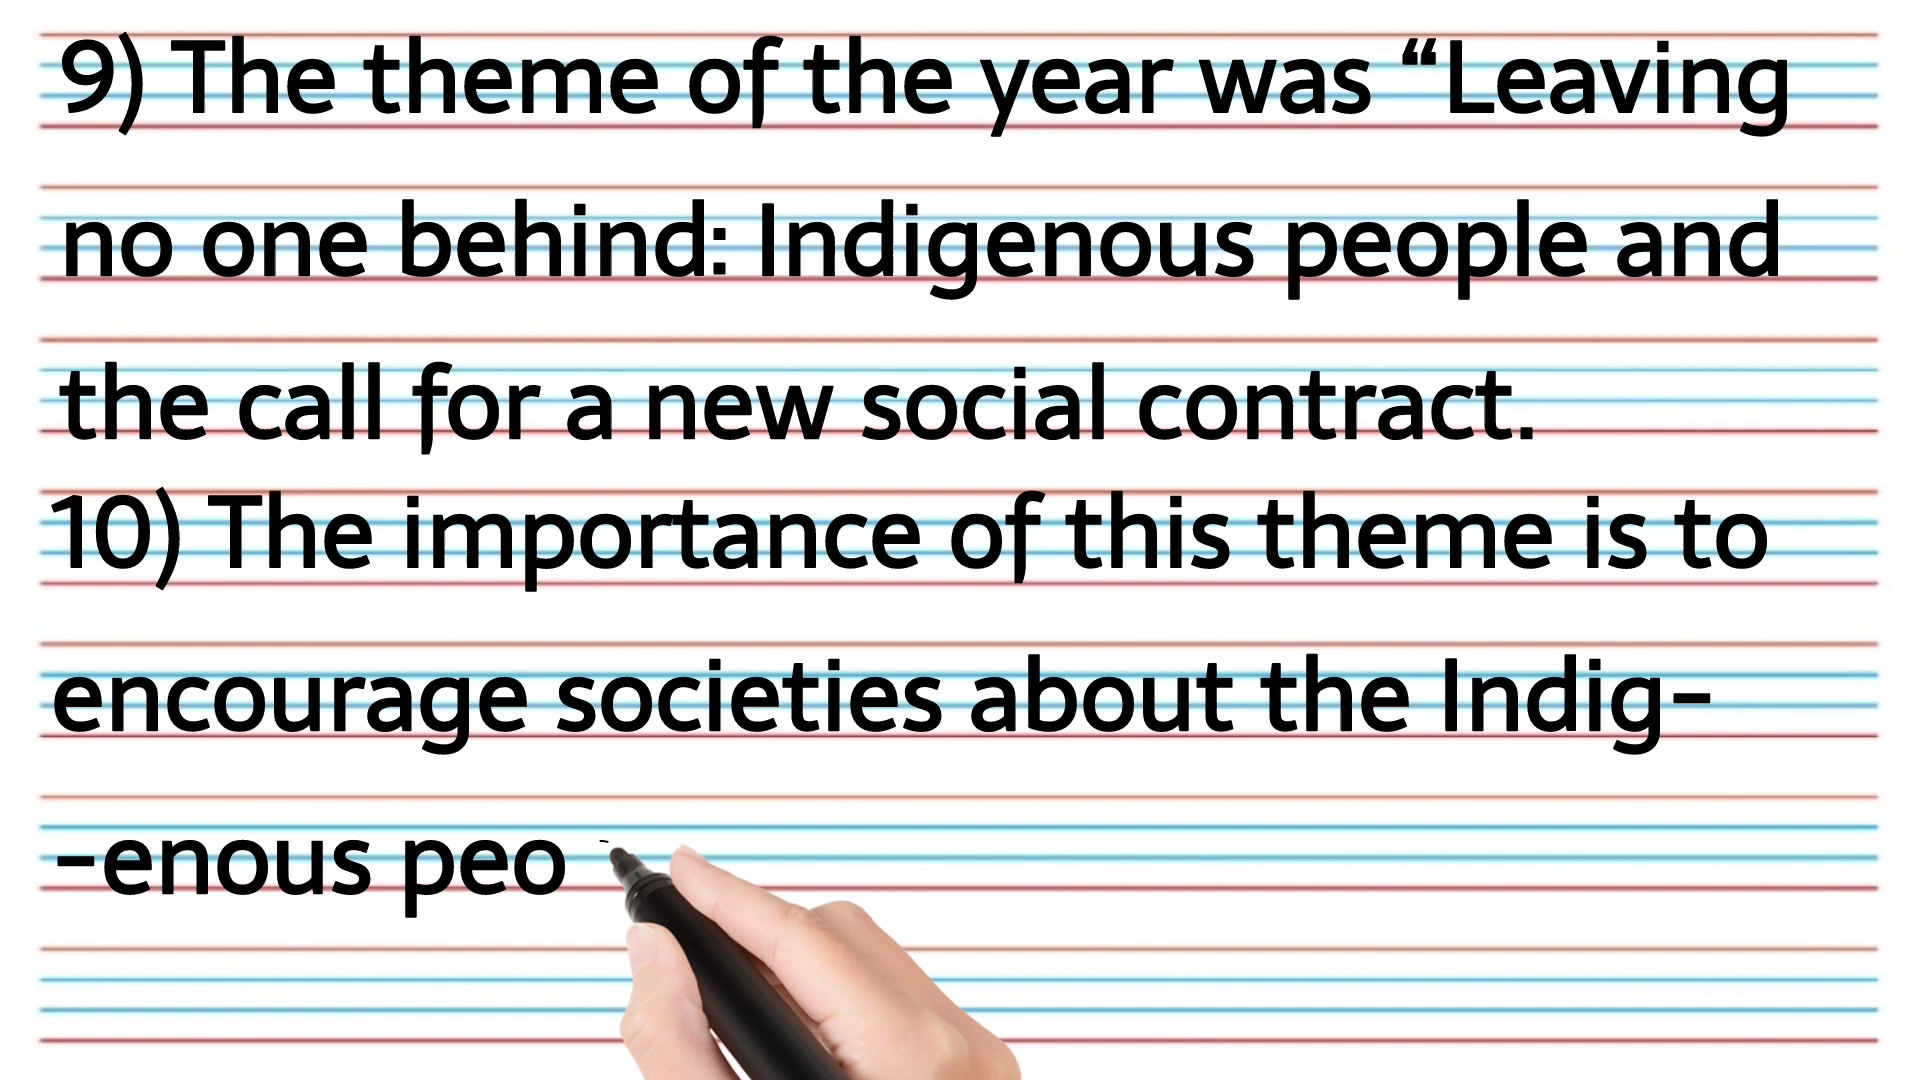 9) The theme of the year was “Leaving
no one behind: Indigenous people and
the call for a new social contract.
10) The importance of this theme is to
encourage societies about the Indig-
-enous peo